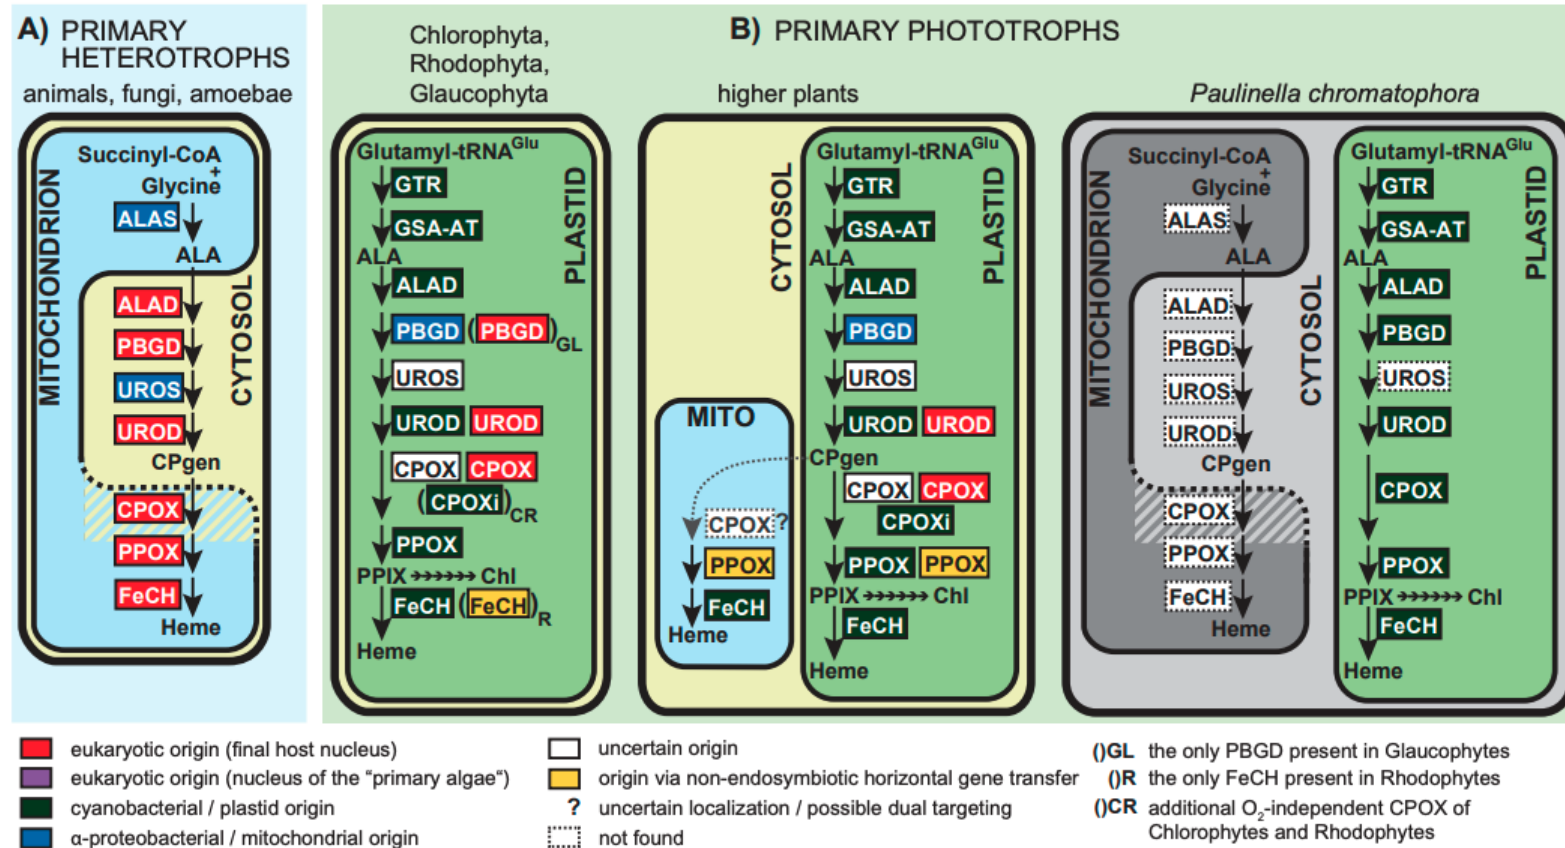 A) PRIMARY
HETEROTROPHS
animals, fungi, amoebae
MITOCHONDRION
CYTOSOL
Succinyl-CoA
+
Glycine
ALAS
ALA
ALAD
PBGD
UROS
UROD
CPgen
CPOX
PPOX
FeCH
Heme
B) PRIMARY PHOTOTROPHS
Chlorophyta,
Rhodophyta,
Glaucophyta
PLASTID
Glutamyl-tRNAGlu
GTR
GSA-AT
ALA
ALAD
PBGD (PBGD)GL
UROS
UROD UROD
CPOX CPOX
(CPOXi)CR
PPOX
PPIX Chl
FeCH (FeCH)R
Heme
higher plants
CYTOSOL
PLASTID
Glutamyl-tRNAGlu
GTR
GSA-AT
ALA
ALAD
PBGD
UROS
UROD UROD
CPgen
CPOX CPOX
CPOXi
PPOX PPOX
PPIX Chl
FeCH
Heme
MITO
CPOX ?
PPOX
FeCH
Heme
Paulinella chromatophora
MITOCHONDRION
CYTOSOL
Succinyl-CoA
+
Glycine
ALAS
ALA
ALAD
PBGD
UROS
UROD
CPgen
CPOX
PPOX
FeCH
Heme
PLASTID
Glutamyl-tRNAGlu
GTR
GSA-AT
ALA
ALAD
PBGD
UROS
UROD
CPOX
PPOX
PPIX Chl
FeCH
Heme
eukaryotic origin (final host nucleus)
eukaryotic origin (nucleus of the "primary algae")
cyanobacterial / plastid origin
α-proteobacterial / mitochondrial origin
uncertain origin
origin via non-endosymbiotic horizontal gene transfer
? uncertain localization / possible dual targeting
not found
()GL the only PBGD present in Glaucophytes
()R the only FeCH present in Rhodophytes
()CR additional O2-independent CPOX of
Chlorophytes and Rhodophytes